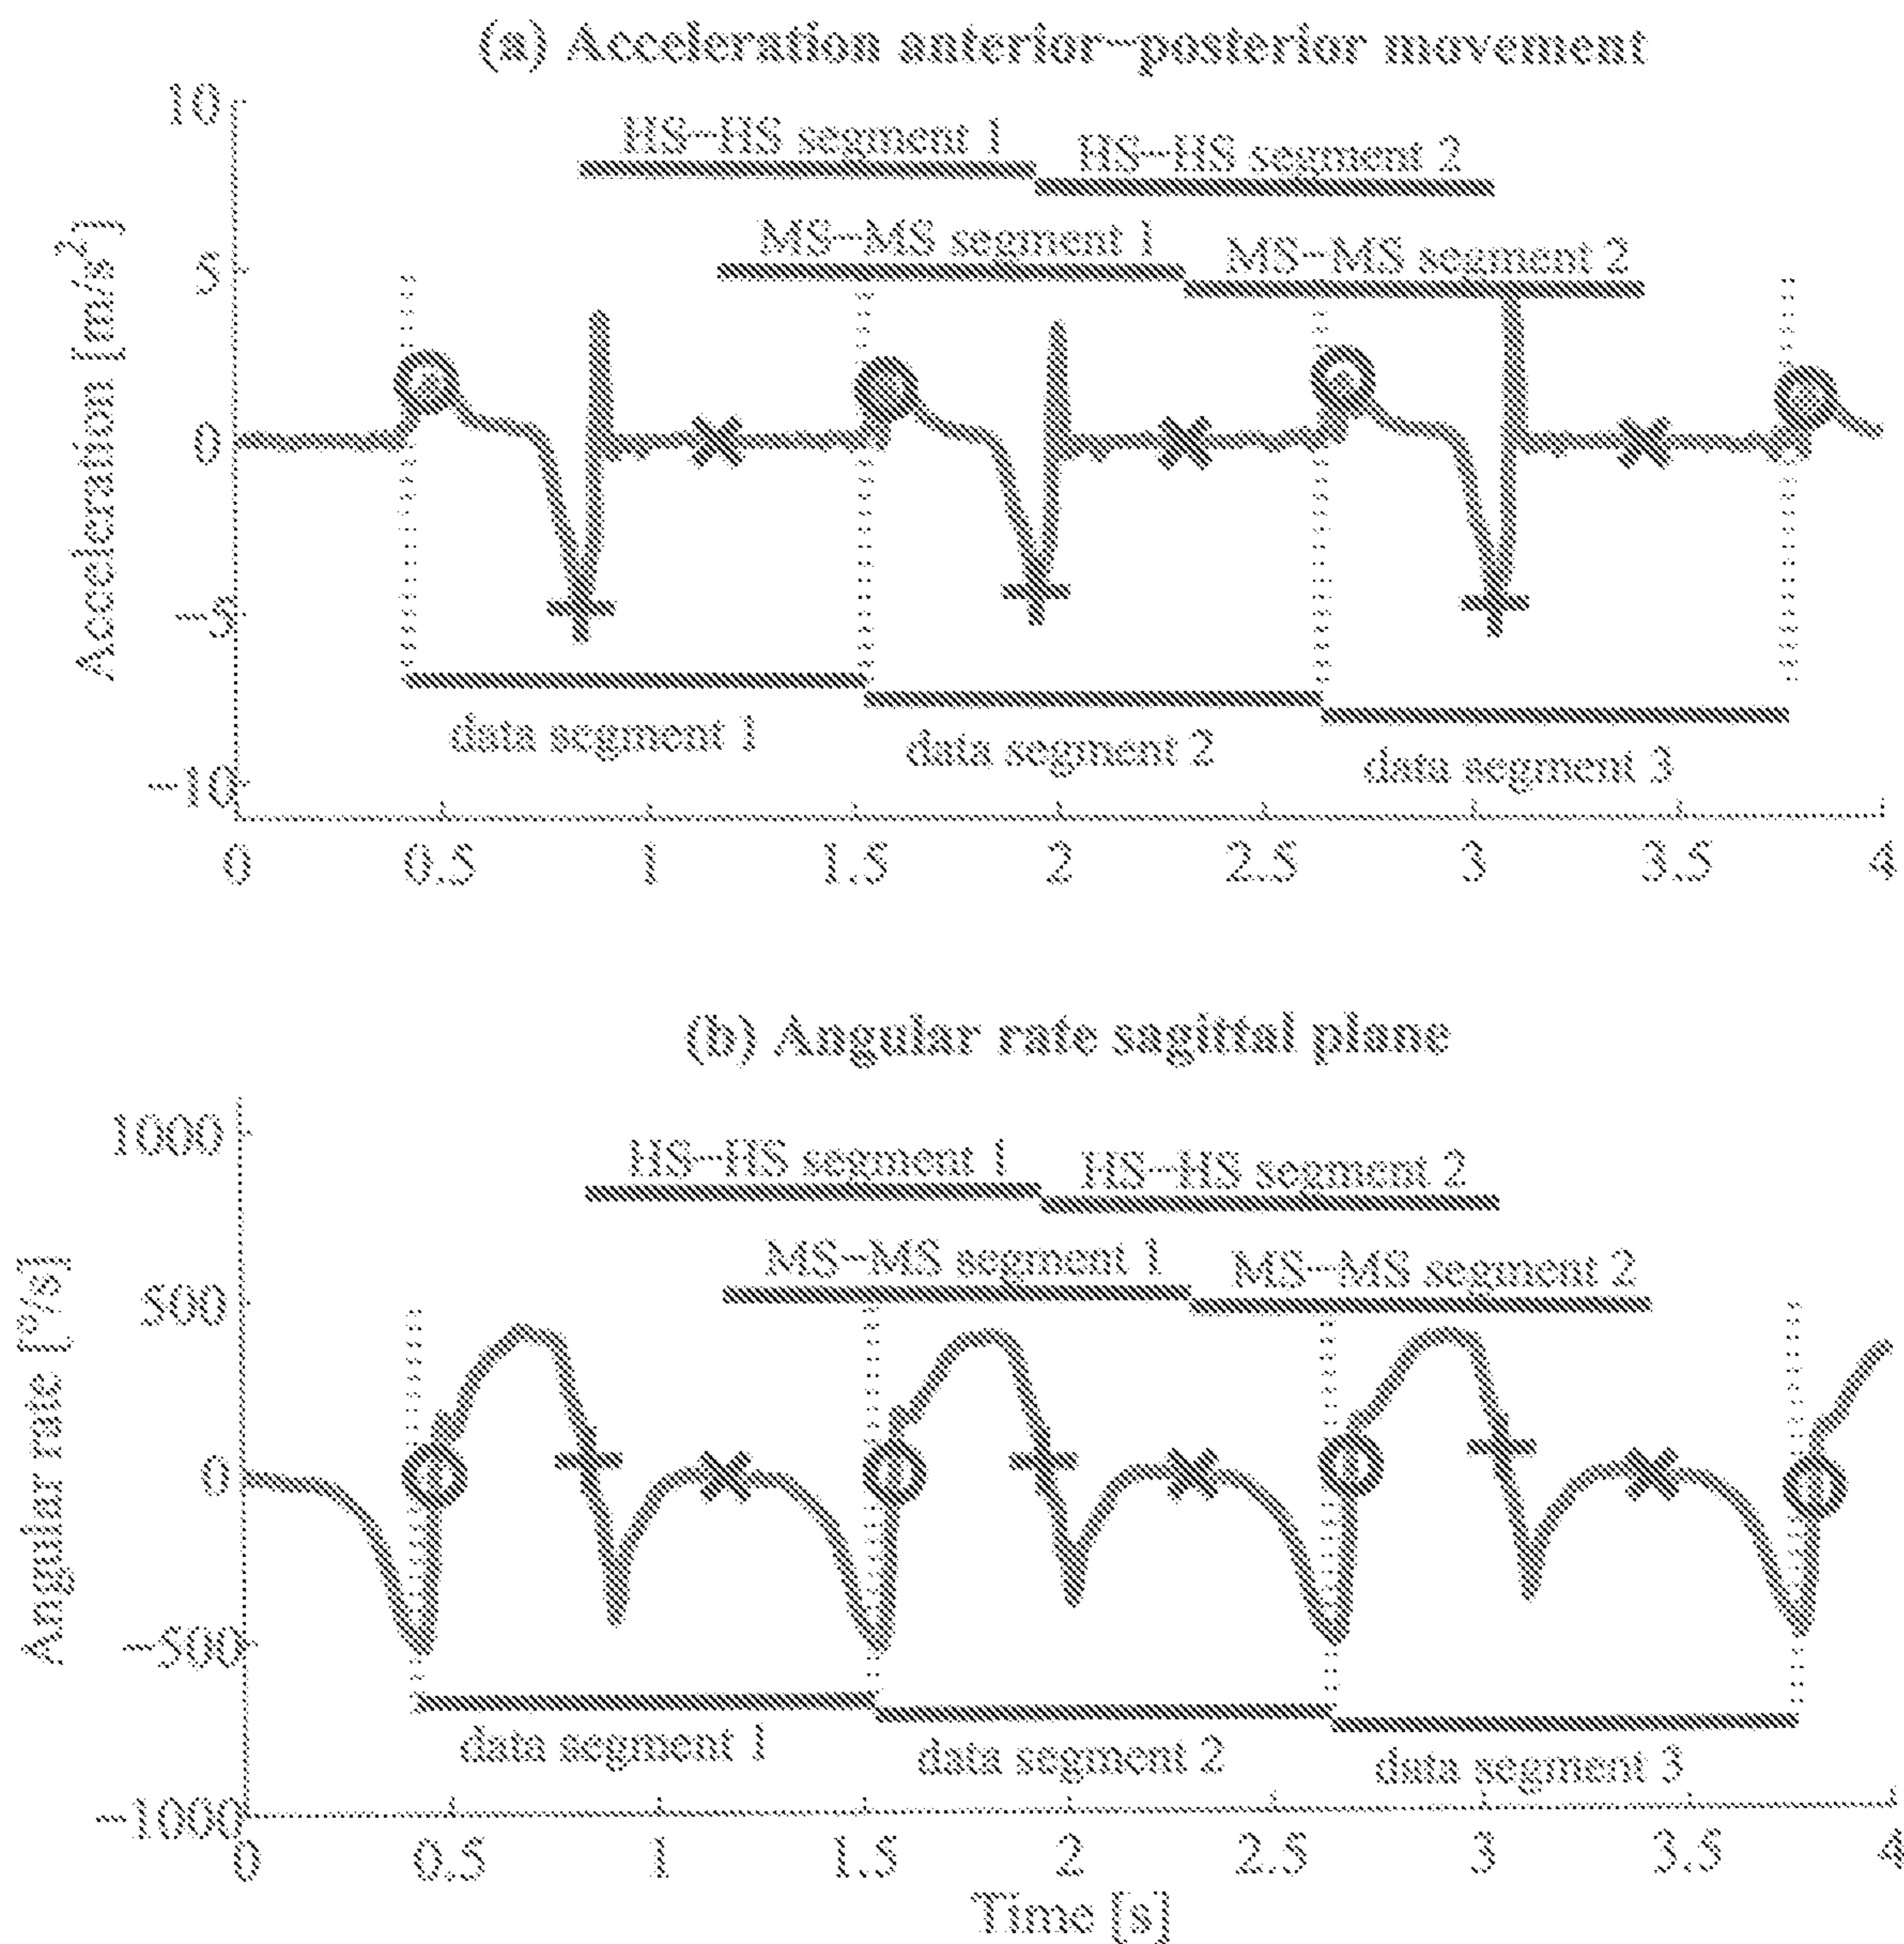 (a) Acceleration anterior–posterior movement
10
HS–HS segment 1
HS–HS segment 2
MS–MS segment 1
MS–MS segment 2
5
0
−5
−10
Acceleration [m/s²]
data segment 1
data segment 2
data segment 3
0 0.5 1 1.5 2 2.5 3 3.5 4
(b) Angular rate sagittal plane
1000
HS–HS segment 1
HS–HS segment 2
MS–MS segment 1
MS–MS segment 2
500
0
−500
−1000
Angular rate [°/s]
data segment 1
data segment 2
data segment 3
0 0.5 1 1.5 2 2.5 3 3.5 4
Time [s]